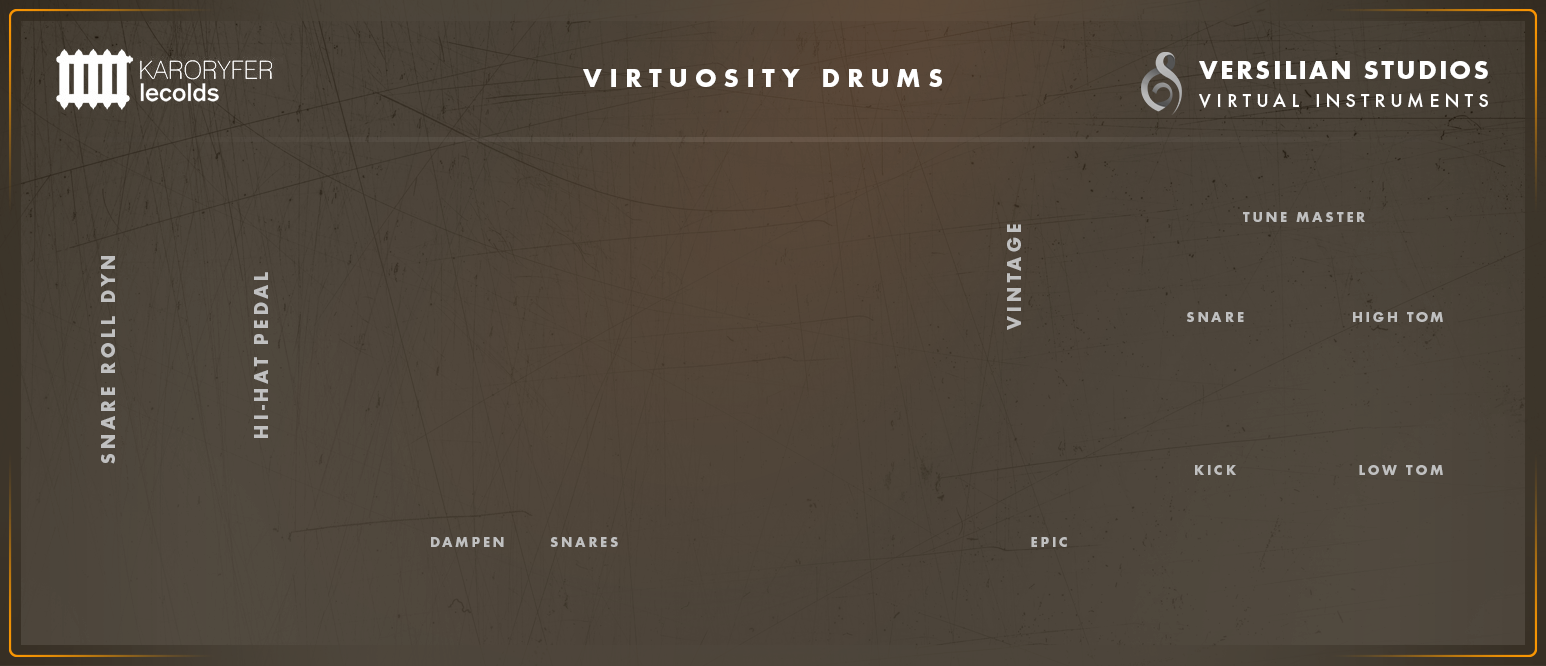 KARORYFER
lecolds
VIRTUOSITY DRUMS
VERSILIAN STUDIOS
VIRTUAL INSTRUMENTS
SNARE ROLL DYN
HI-HAT PEDAL
VINTAGE
TUNE MASTER
SNARE
HIGH TOM
KICK
LOW TOM
DAMPEN
SNARES
EPIC